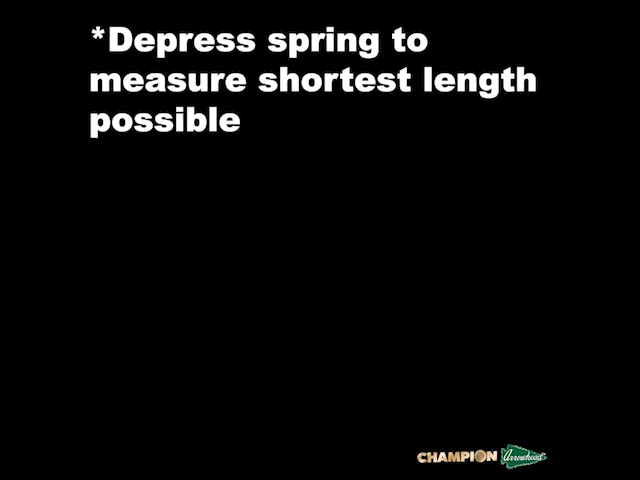 *Depress spring to
measure shortest length
possible
CHAMPION Arrowhead